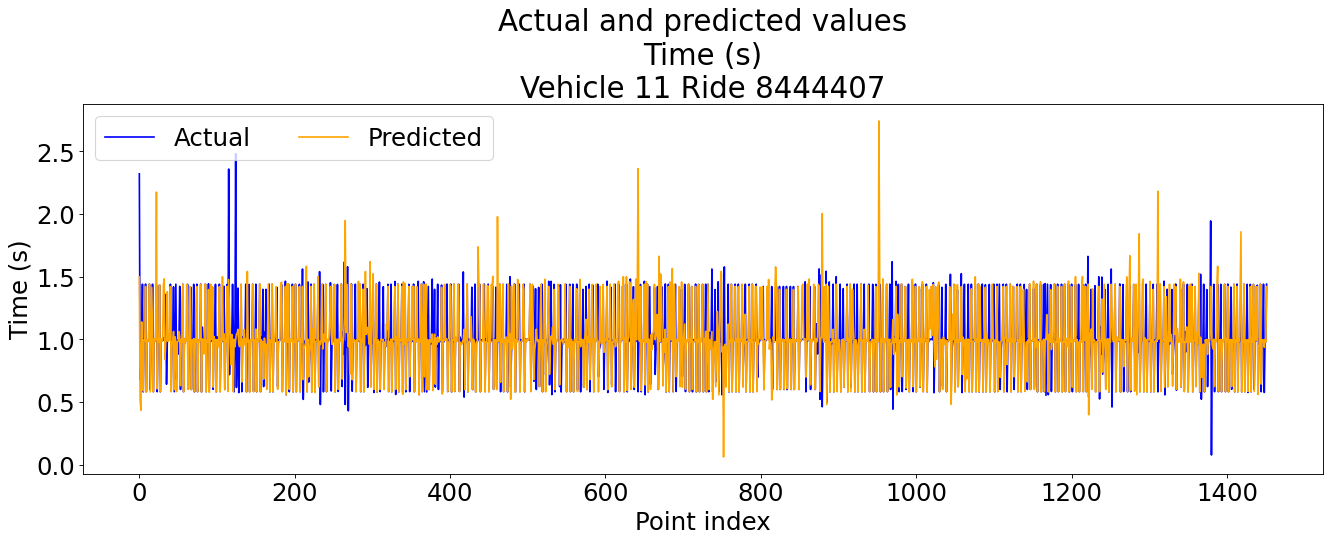 Actual and predicted values
Time (s)
Vehicle 11 Ride 8444407
Actual
Predicted
Time (s)
2.5
2.0
1.5
1.0
0.5
0.0
0
200
400
600
800
1000
1200
1400
Point index